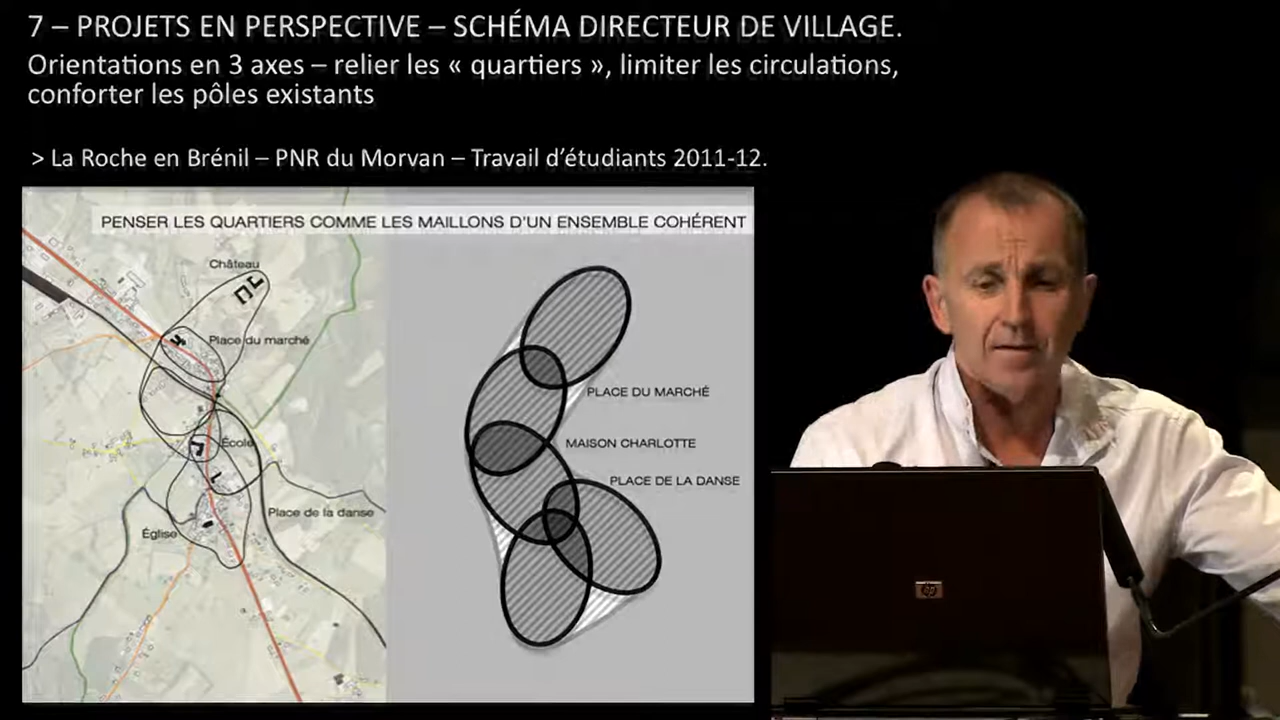 7 – PROJETS EN PERSPECTIVE – SCHÉMA DIRECTEUR DE VILLAGE.
Orientations en 3 axes – relier les « quartiers », limiter les circulations,
conforter les pôles existants
> La Roche en Brénil – PNR du Morvan – Travail d'étudiants 2011-12.
PENSER LES QUARTIERS COMME LES MAILLONS D'UN ENSEMBLE COHÉRENT
Château
Place du marché
École
Place de la danse
Église
PLACE DU MARCHÉ
MAISON CHARLOTTE
PLACE DE LA DANSE
hp